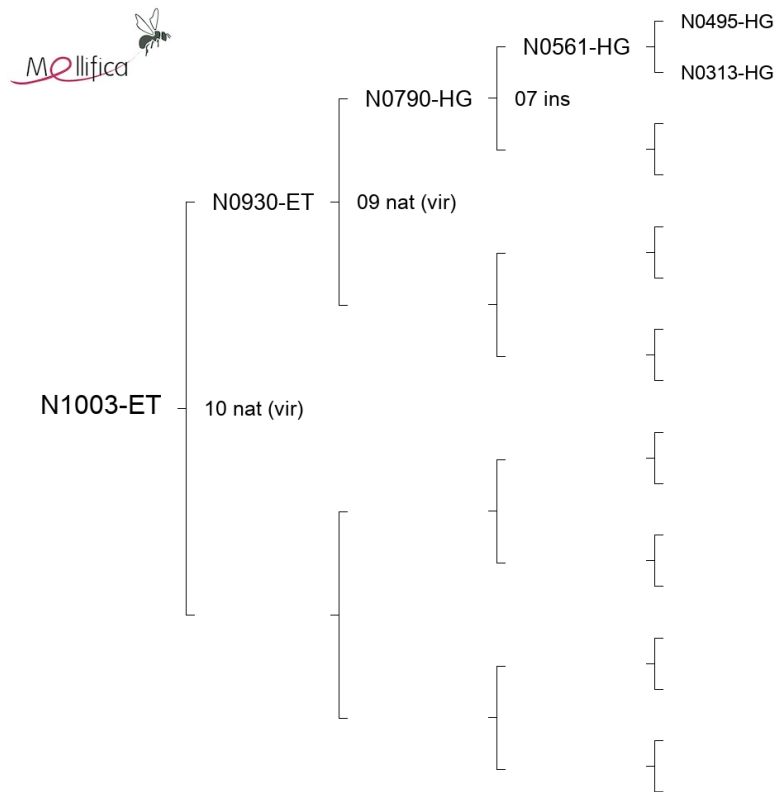 Mellifica
N0495-HG
N0561-HG
N0313-HG
N0790-HG
07 ins
N0930-ET
09 nat (vir)
N1003-ET
10 nat (vir)